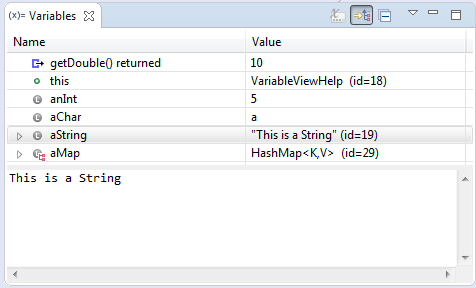 (x)= Variables
Name Value
getDouble() returned 10
this VariableViewHelp (id=18)
anInt 5
aChar a
aString "This is a String" (id=19)
aMap HashMap<K,V> (id=29)
This is a String